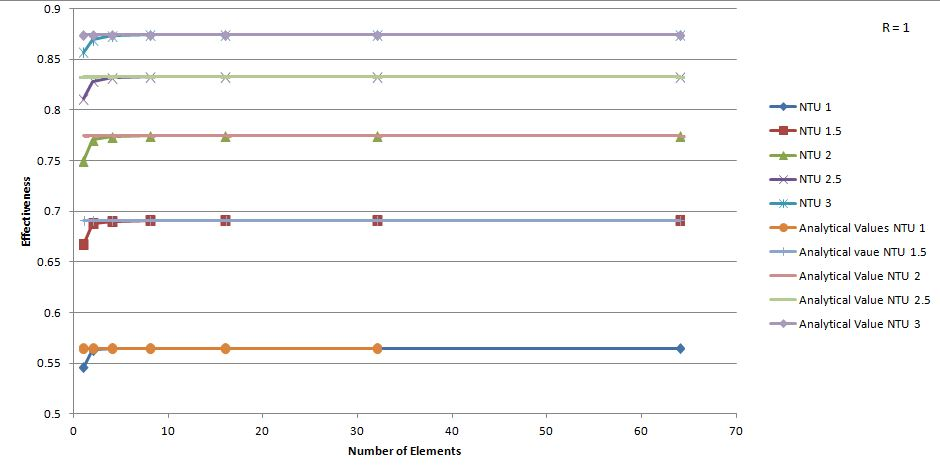 R = 1
Effectiveness
0.9
0.85
0.8
0.75
0.7
0.65
0.6
0.55
0.5
0 10 20 30 40 50 60 70
Number of Elements
NTU 1
NTU 1.5
NTU 2
NTU 2.5
NTU 3
Analytical Values NTU 1
Analytical vaue NTU 1.5
Analytical Value NTU 2
Analytical Value NTU 2.5
Analytical Value NTU 3